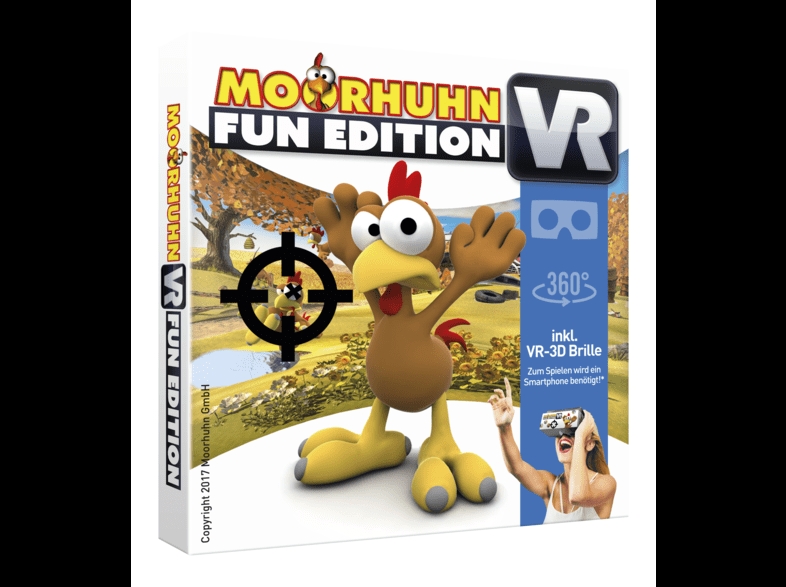 MOORHUHN
FUN EDITION
VR
360°
inkl.
VR-3D Brille
Zum Spielen wird ein
Smartphone benötigt!*
MOORHUHN VR FUN EDITION
Copyright 2017 Moorhuhn GmbH